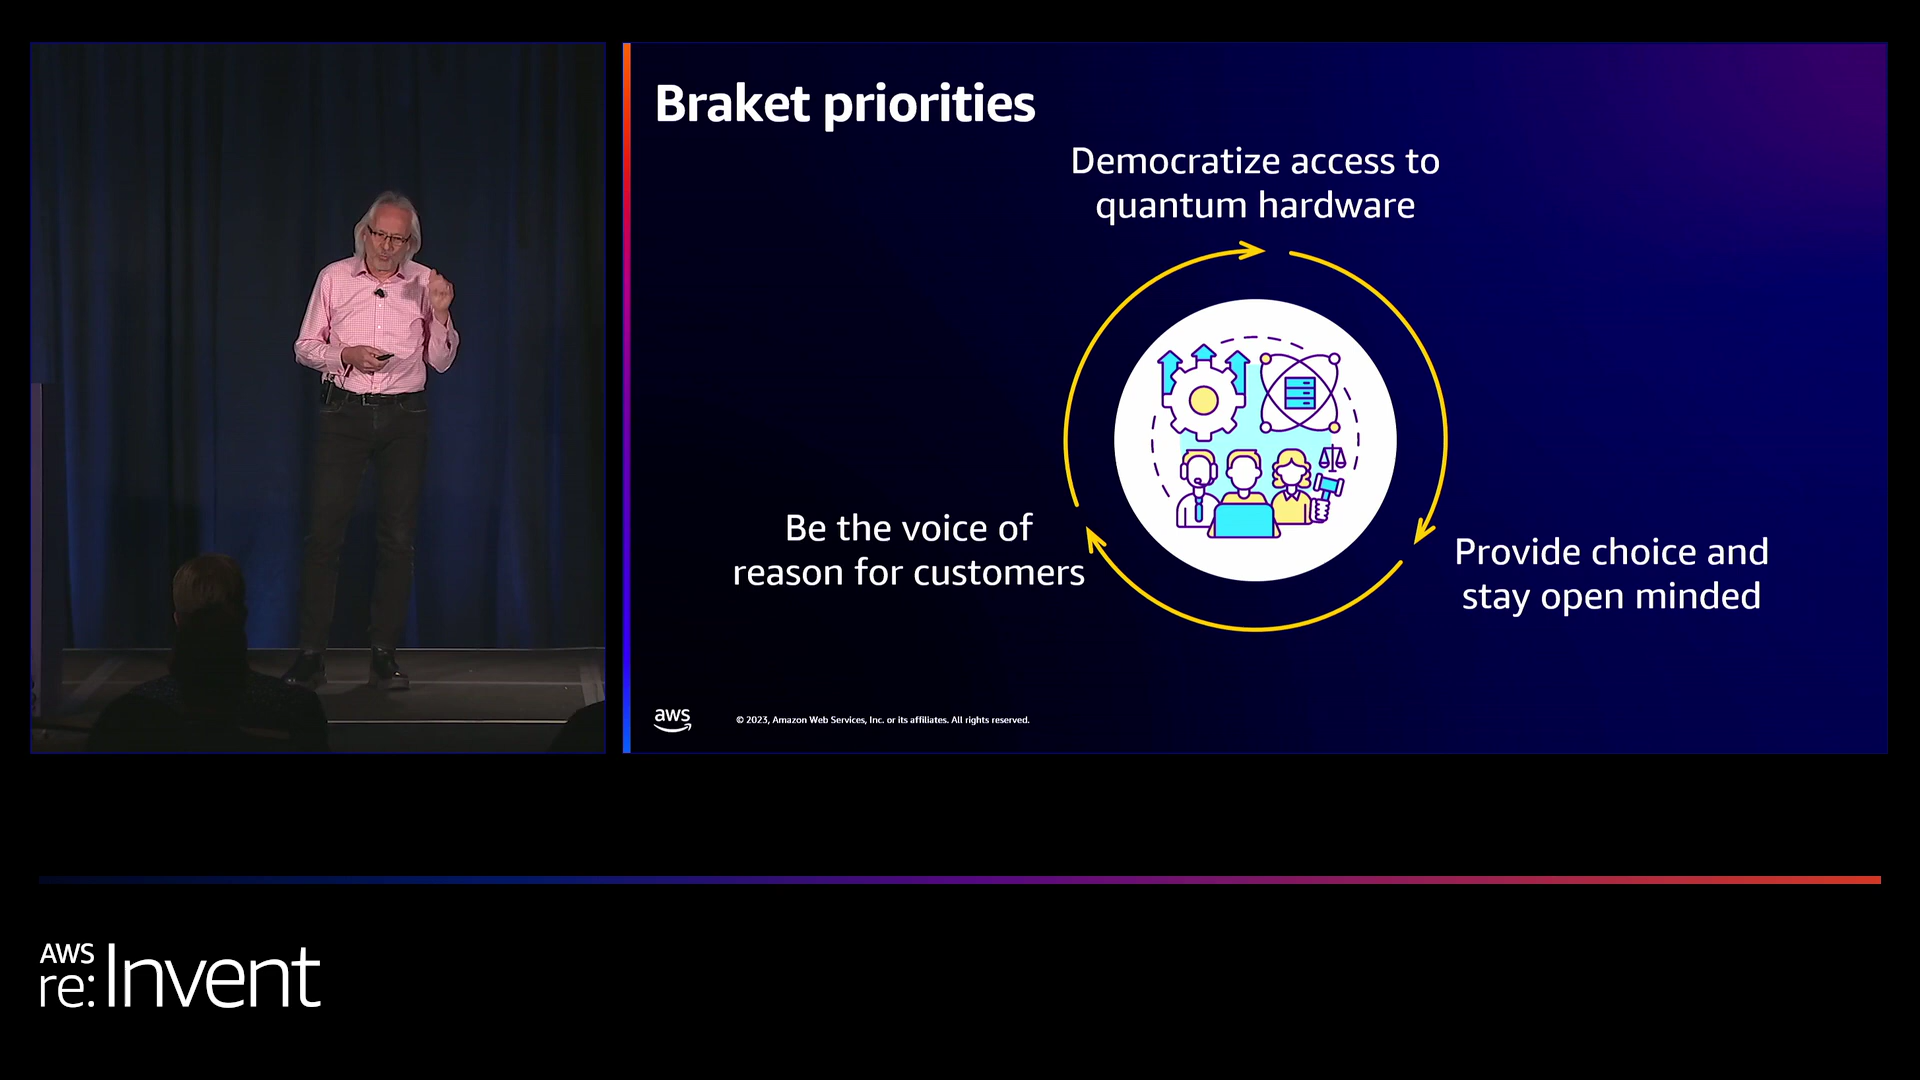 Braket priorities
Democratize access to
quantum hardware
Be the voice of
reason for customers
Provide choice and
stay open minded
aws
© 2023, Amazon Web Services, Inc. or its affiliates. All rights reserved.
AWS
re:Invent